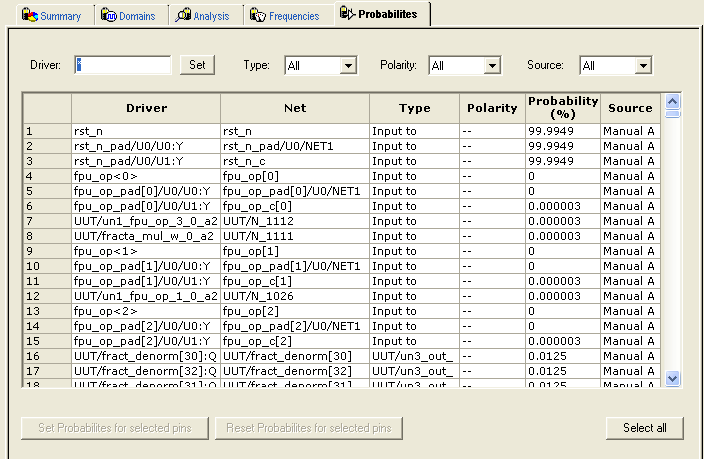 Summary Domains Analysis Frequencies Probabilites
Driver: * Set Type: All Polarity: All Source: All
Driver Net Type Polarity Probability (%) Source
1 rst_n rst_n Input to -- 99.9949 Manual A
2 rst_n_pad/U0/U0:Y rst_n_pad/U0/NET1 Input to -- 99.9949 Manual A
3 rst_n_pad/U0/U1:Y rst_n_c Input to -- 99.9949 Manual A
4 fpu_op<0> fpu_op[0] Input to -- 0 Manual A
5 fpu_op_pad[0]/U0/U0:Y fpu_op_pad[0]/U0/NET1 Input to -- 0 Manual A
6 fpu_op_pad[0]/U0/U1:Y fpu_op_c[0] Input to -- 0.000003 Manual A
7 UUT/un1_fpu_op_3_0_a2 UUT/N_1112 Input to -- 0.000003 Manual A
8 UUT/fracta_mul_w_0_a2 UUT/N_1111 Input to -- 0.000003 Manual A
9 fpu_op<1> fpu_op[1] Input to -- 0 Manual A
10 fpu_op_pad[1]/U0/U0:Y fpu_op_pad[1]/U0/NET1 Input to -- 0 Manual A
11 fpu_op_pad[1]/U0/U1:Y fpu_op_c[1] Input to -- 0.000003 Manual A
12 UUT/un1_fpu_op_1_0_a2 UUT/N_1026 Input to -- 0.000003 Manual A
13 fpu_op<2> fpu_op[2] Input to -- 0 Manual A
14 fpu_op_pad[2]/U0/U0:Y fpu_op_pad[2]/U0/NET1 Input to -- 0 Manual A
15 fpu_op_pad[2]/U0/U1:Y fpu_op_c[2] Input to -- 0.000003 Manual A
16 UUT/fract_denorm[30]:Q UUT/fract_denorm[30] UUT/un3_out_ -- 0.0125 Manual A
17 UUT/fract_denorm[32]:Q UUT/fract_denorm[32] UUT/un3_out_ -- 0.0125 Manual A
18 UUT/fract_denorm[31]:Q UUT/fract_denorm[31] UUT/un3_out_ -- 0.0125 Manual A
Set Probabilites for selected pins Reset Probabilites for selected pins Select all